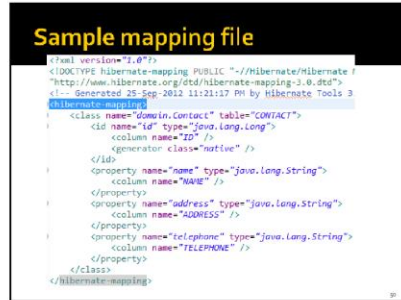 Sample mapping file
<?xml version="1.0"?>
<!DOCTYPE hibernate-mapping PUBLIC "-//Hibernate/Hibernate
"http://www.hibernate.org/dtd/hibernate-mapping-3.0.dtd">
<!-- Generated 25-Sep-2012 11:21:17 PM by Hibernate Tools 3
<hibernate-mapping>
<class name="domain.Contact" table="CONTACT">
<id name="id" type="java.lang.Long">
<column name="ID" />
<generator class="native" />
</id>
<property name="name" type="java.lang.String">
<column name="NAME" />
</property>
<property name="address" type="java.lang.String">
<column name="ADDRESS" />
</property>
<property name="telephone" type="java.lang.String">
<column name="TELEPHONE" />
</property>
</class>
</hibernate-mapping>